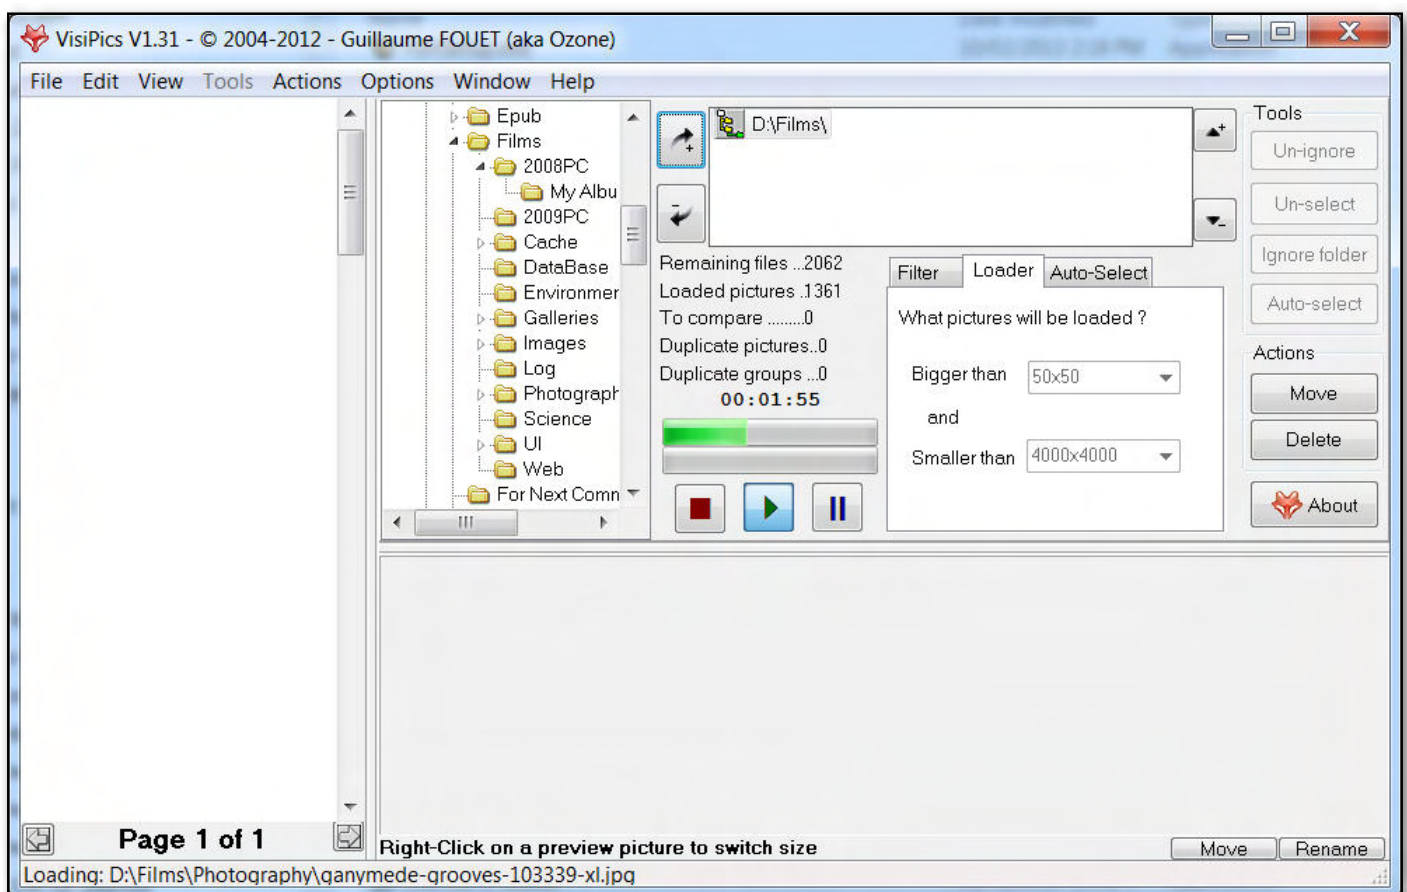 VisiPics V1.31 - © 2004-2012 - Guillaume FOUET (aka Ozone)
File Edit View Tools Actions Options Window Help
Epub
Films
2008PC
My Albu
2009PC
Cache
DataBase
Environmer
Galleries
Images
Log
Photograph
Science
UI
Web
For Next Comn
D:\Films\
Remaining files ...2062
Loaded pictures .1361
To compare .........0
Duplicate pictures..0
Duplicate groups ...0
00:01:55
Filter Loader Auto-Select
What pictures will be loaded ?
Bigger than 50x50
and
Smaller than 4000x4000
Tools
Un-ignore
Un-select
Ignore folder
Auto-select
Actions
Move
Delete
About
Page 1 of 1
Right-Click on a preview picture to switch size
Move Rename
Loading: D:\Films\Photography\ganymede-grooves-103339-xl.jpg